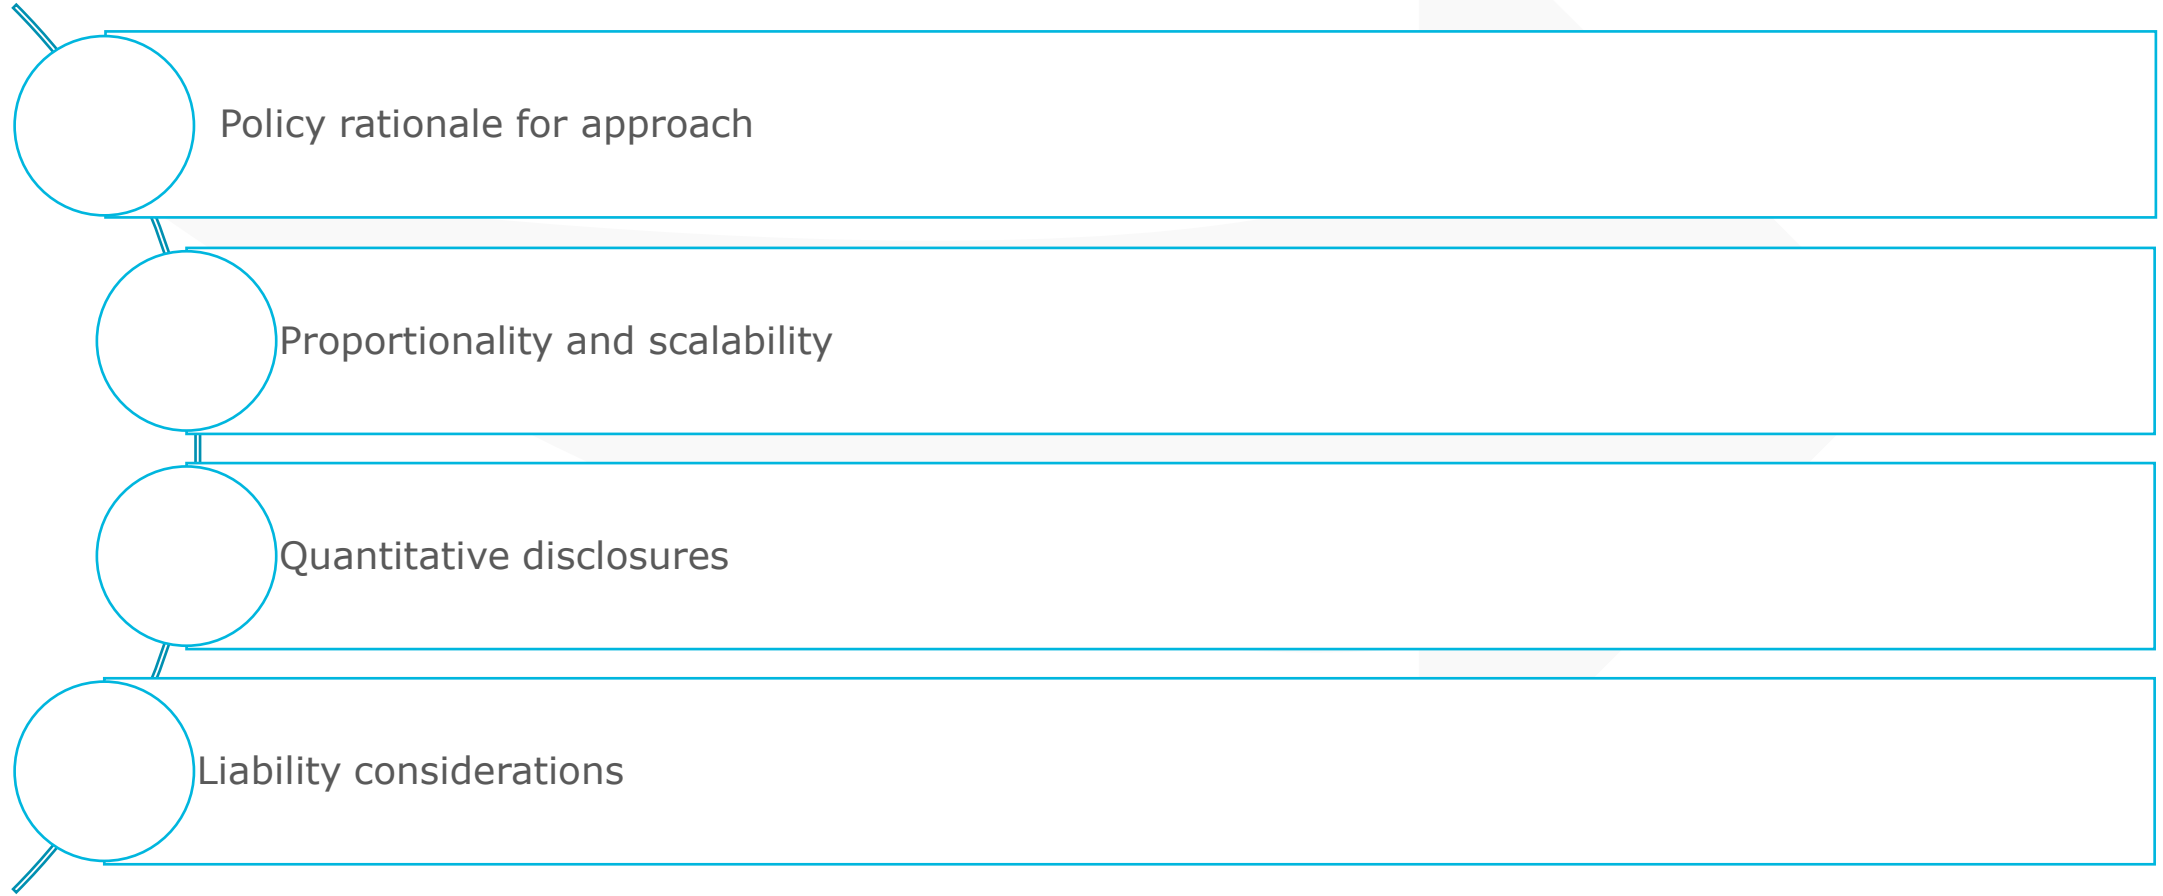 Policy rationale for approach
Proportionality and scalability
Quantitative disclosures
Liability considerations